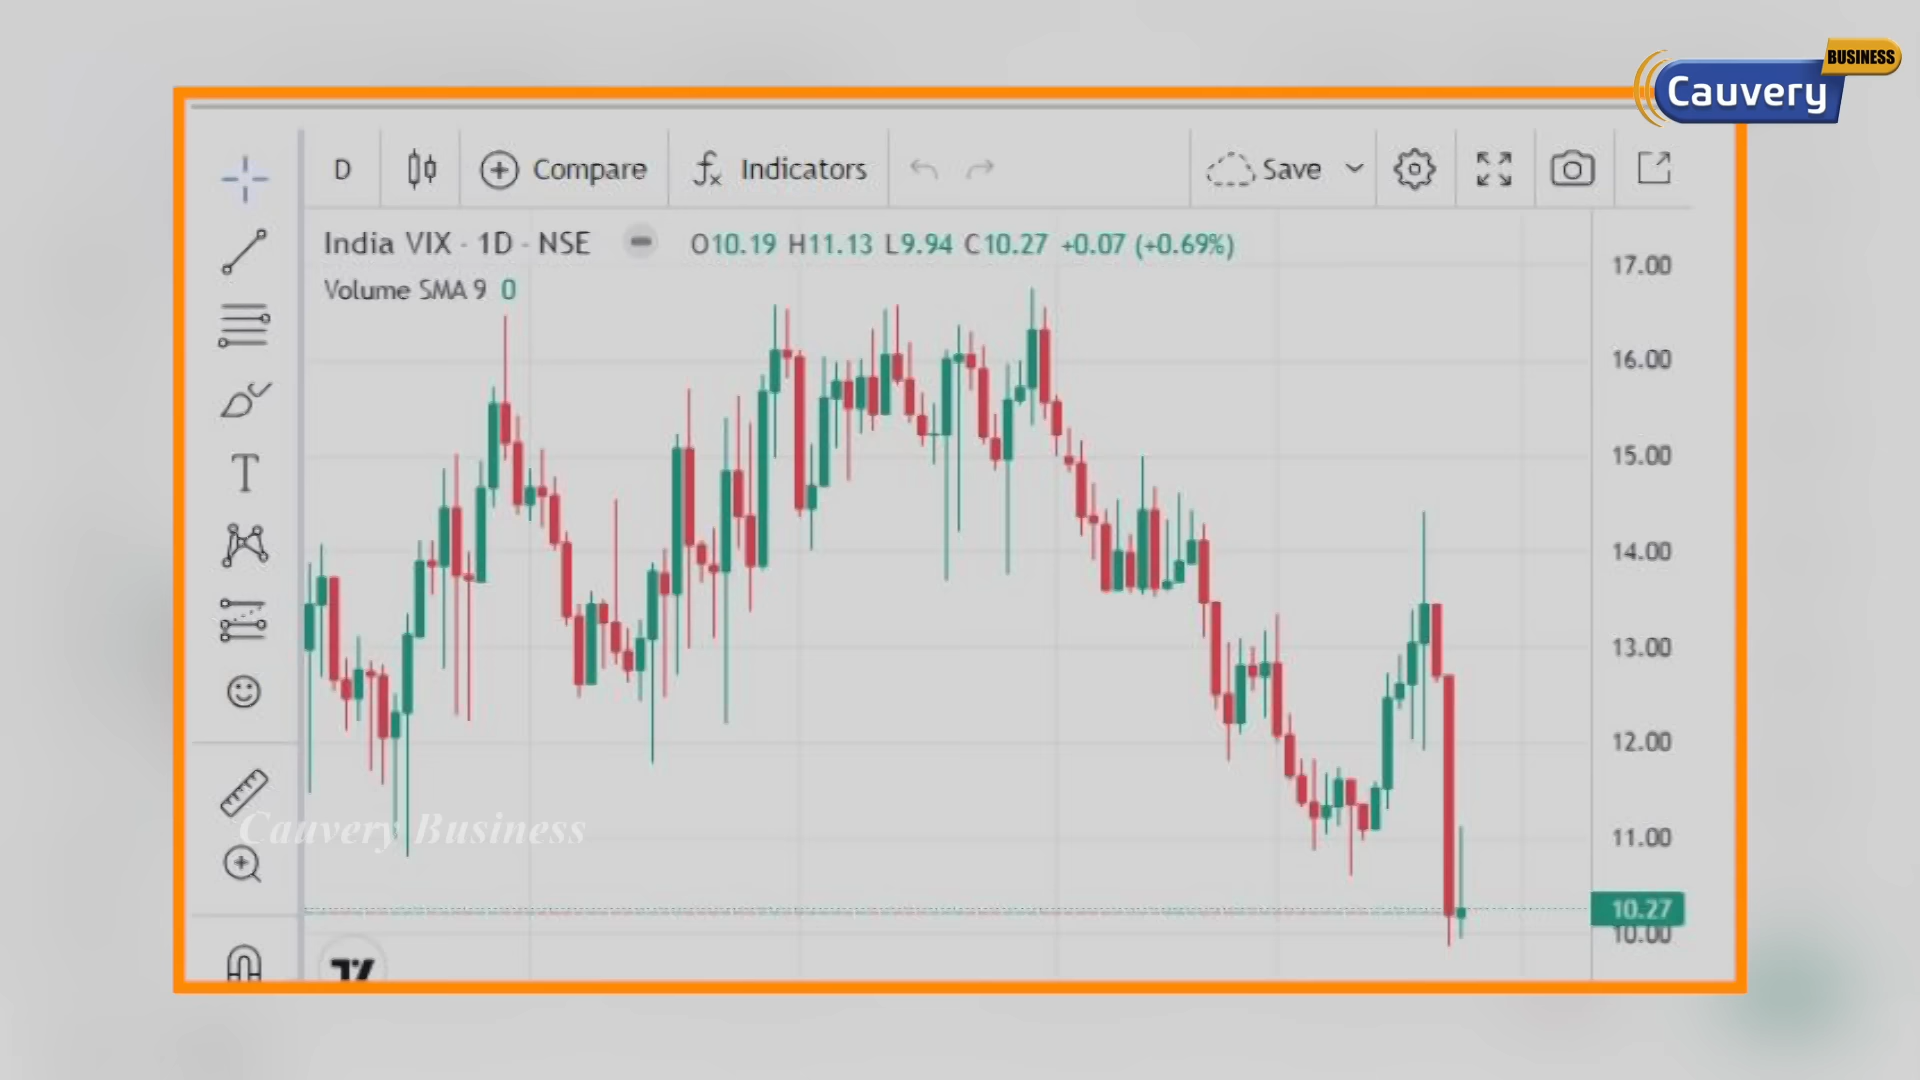 BUSINESS
Cauvery
D Compare Indicators Save
India VIX · 1D · NSE O10.19 H11.13 L9.94 C10.27 +0.07 (+0.69%)
Volume SMA 9 0
17.00
16.00
15.00
14.00
13.00
12.00
11.00
10.27
10.00
Cauvery Business